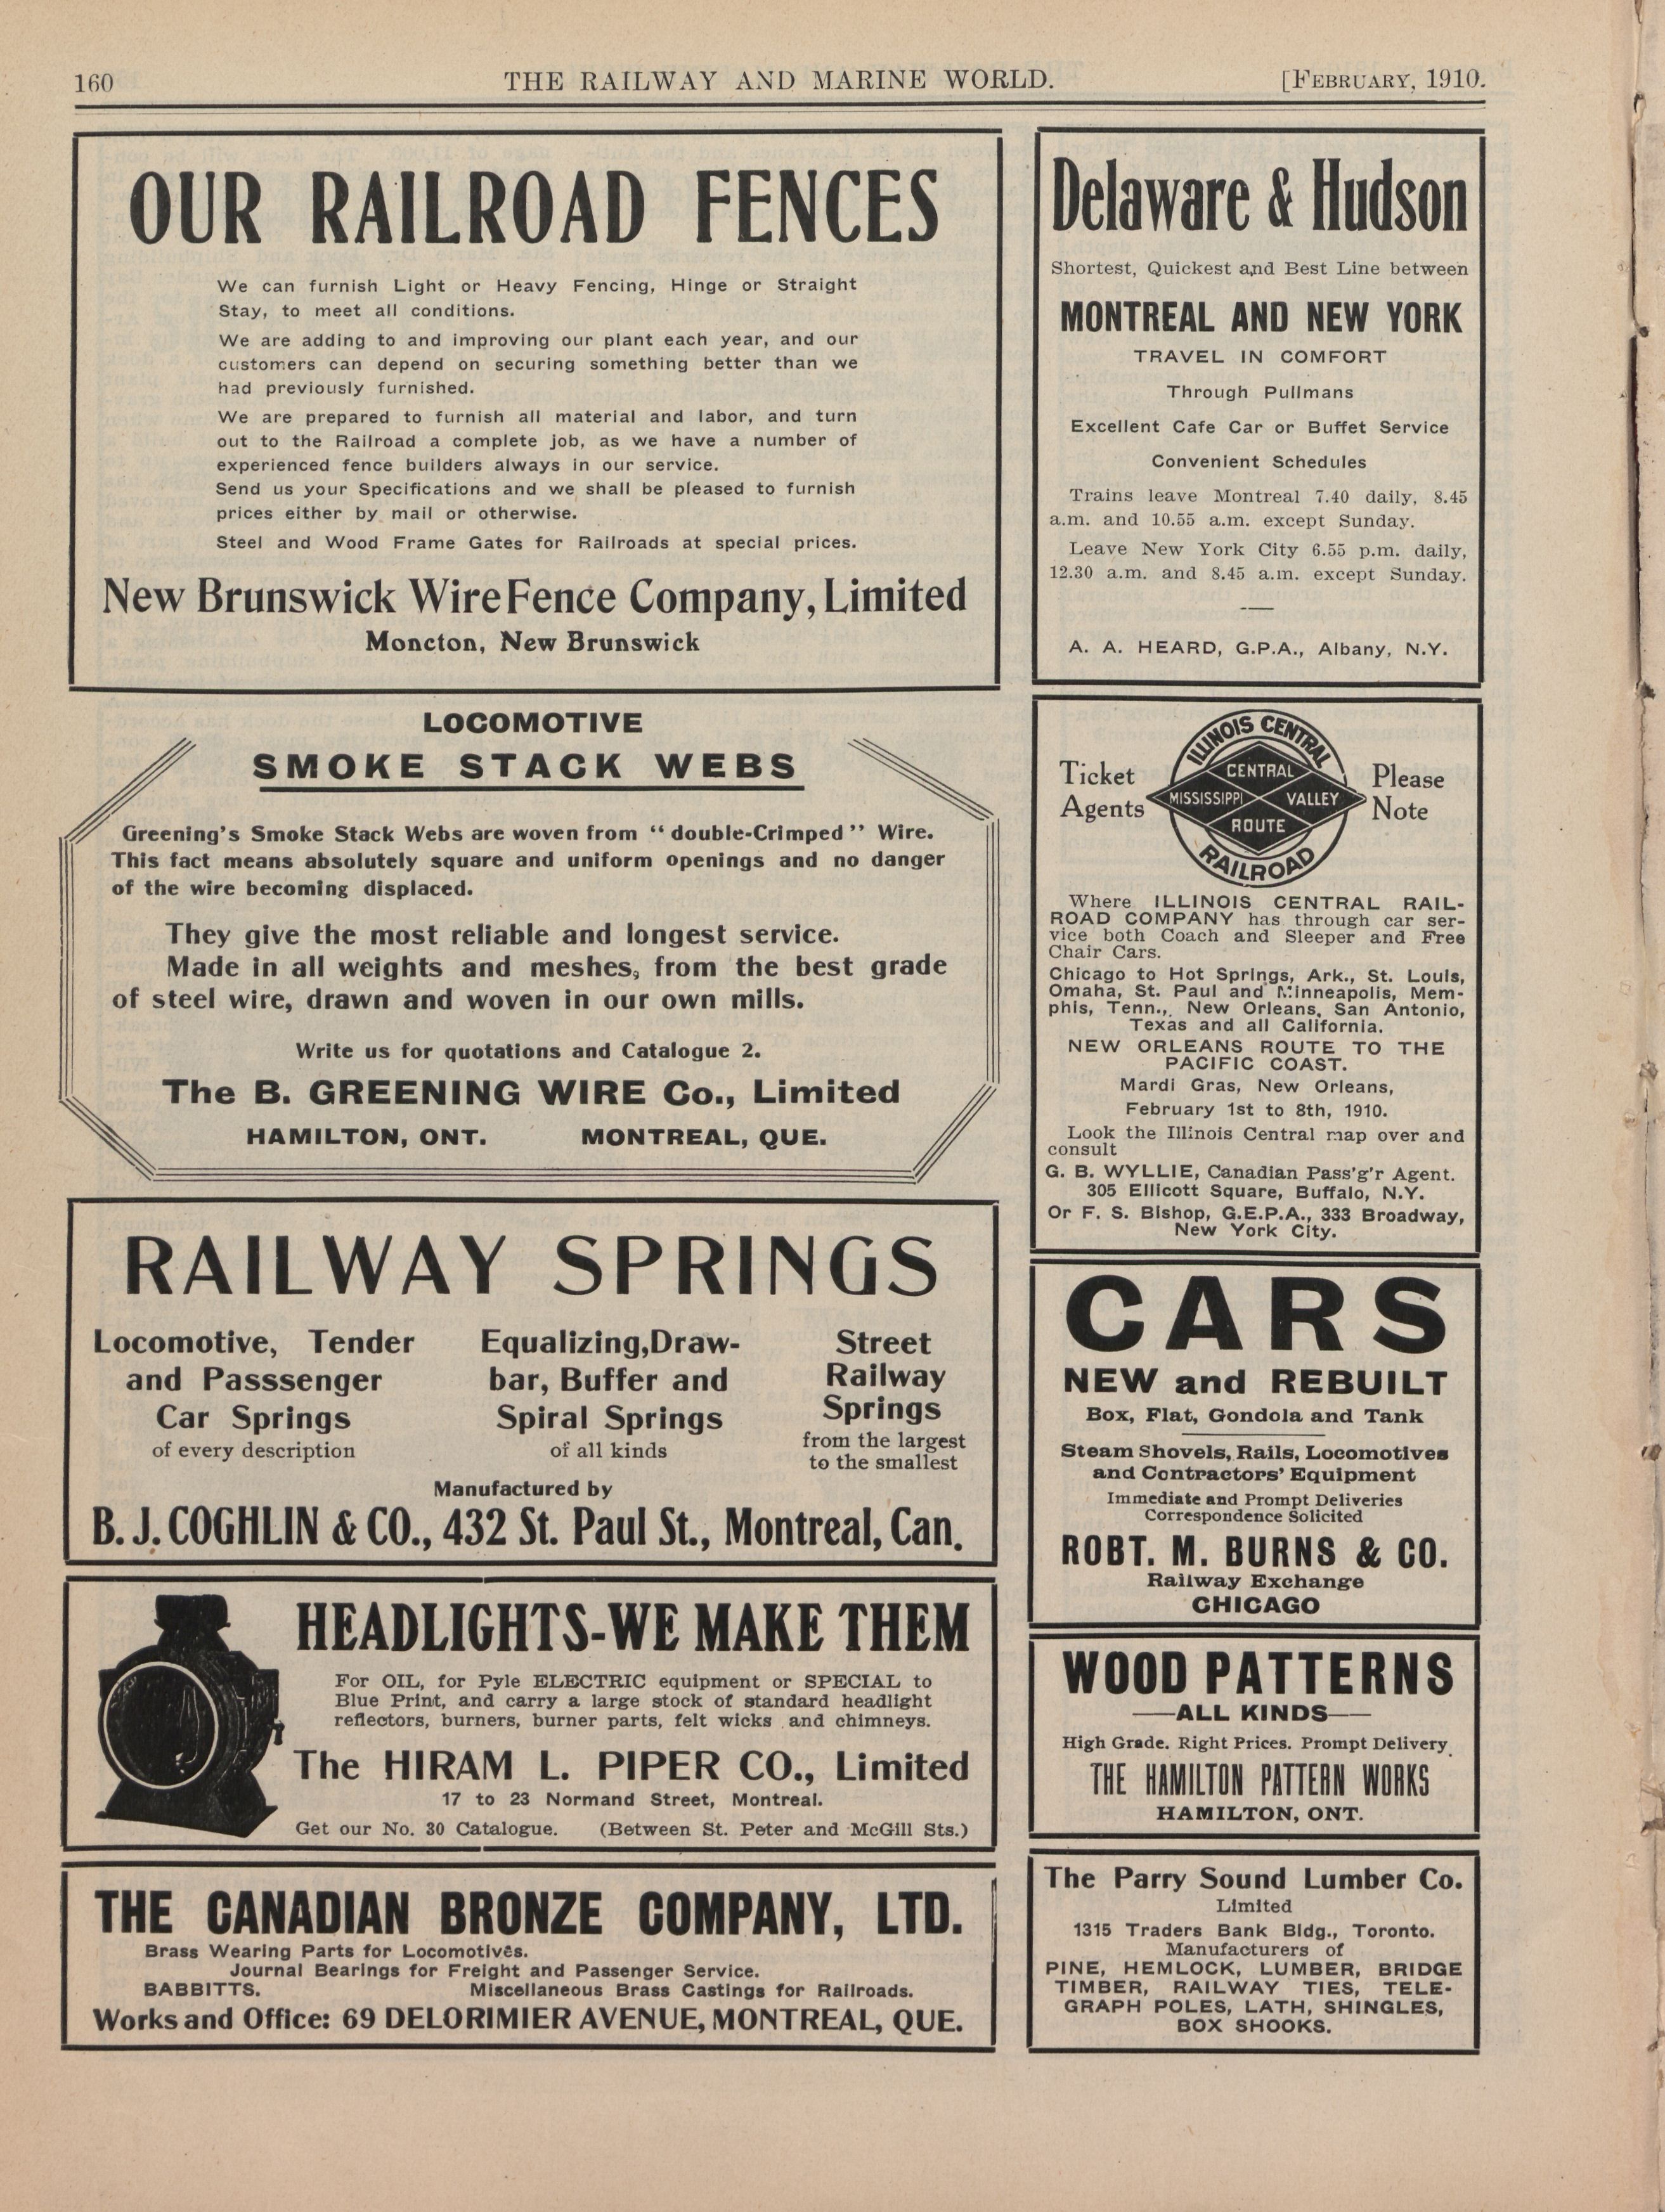 160
THE RAILWAY AND MARINE WORLD.
[FEBRUARY, 1910.
OUR RAILROAD FENCES
We can furnish Light or Heavy Fencing, Hinge or Straight
Stay, to meet all conditions.
We are adding to and improving our plant each year, and our
customers can depend on securing something better than we
had previously furnished.
We are prepared to furnish all material and labor, and turn
out to the Railroad a complete job, as we have a number of
experienced fence builders always in our service.
Send us your Specifications and we shall be pleased to furnish
prices either by mail or otherwise.
Steel and Wood Frame Gates for Railroads at special prices.
New Brunswick Wire Fence Company, Limited
Moncton, New Brunswick
LOCOMOTIVE
SMOKE STACK WEBS
Greening's Smoke Stack Webs are woven from "double-Crimped" Wire.
This fact means absolutely square and uniform openings and no danger
of the wire becoming displaced.
They give the most reliable and longest service.
Made in all weights and meshes, from the best grade
of steel wire, drawn and woven in our own mills.
Write us for quotations and Catalogue 2.
The B. GREENING WIRE Co., Limited
HAMILTON, ONT. MONTREAL, QUE.
RAILWAY SPRINGS
Locomotive, Tender
and Passsenger
Car Springs
of every description
Equalizing, Draw-
bar, Buffer and
Spiral Springs
of all kinds
Street
Railway
Springs
from the largest
to the smallest
Manufactured by
B. J. COGHLIN & CO., 432 St. Paul St., Montreal, Can.
HEADLIGHTS-WE MAKE THEM
For OIL, for Pyle ELECTRIC equipment or SPECIAL to
Blue Print, and carry a large stock of standard headlight
reflectors, burners, burner parts, felt wicks and chimneys.
The HIRAM L. PIPER CO., Limited
17 to 23 Normand Street, Montreal.
Get our No. 30 Catalogue. (Between St. Peter and McGill Sts.)
THE CANADIAN BRONZE COMPANY, LTD.
Brass Wearing Parts for Locomotives.
Journal Bearings for Freight and Passenger Service.
BABBITTS. Miscellaneous Brass Castings for Railroads.
Works and Office: 69 DELORIMIER AVENUE, MONTREAL, QUE.
Delaware & Hudson
Shortest, Quickest and Best Line between
MONTREAL AND NEW YORK
TRAVEL IN COMFORT
Through Pullmans
Excellent Cafe Car or Buffet Service
Convenient Schedules
Trains leave Montreal 7.40 daily, 8.45
a.m. and 10.55 a.m. except Sunday.
Leave New York City 6.55 p.m. daily,
12.30 a.m. and 8.45 a.m. except Sunday.
A. A. HEARD, G.P.A., Albany, N.Y.
Ticket
Agents
ILLINOIS CENTRAL
CENTRAL
MISSISSIPPI VALLEY
ROUTE
RAILROAD
Please
Note
Where ILLINOIS CENTRAL RAIL-
ROAD COMPANY has through car ser-
vice both Coach and Sleeper and Free
Chair Cars.
Chicago to Hot Springs, Ark., St. Louis,
Omaha, St. Paul and Minneapolis, Mem-
phis, Tenn., New Orleans, San Antonio,
Texas and all California.
NEW ORLEANS ROUTE TO THE
PACIFIC COAST.
Mardi Gras, New Orleans,
February 1st to 8th, 1910.
Look the Illinois Central map over and
consult
G. B. WYLLIE, Canadian Pass'g'r Agent.
305 Ellicott Square, Buffalo, N.Y.
Or F. S. Bishop, G.E.P.A., 333 Broadway,
New York City.
CARS
NEW and REBUILT
Box, Flat, Gondola and Tank
Steam Shovels, Rails, Locomotives
and Contractors' Equipment
Immediate and Prompt Deliveries
Correspondence Solicited
ROBT. M. BURNS & CO.
Railway Exchange
CHICAGO
WOOD PATTERNS
—ALL KINDS—
High Grade. Right Prices. Prompt Delivery.
THE HAMILTON PATTERN WORKS
HAMILTON, ONT.
The Parry Sound Lumber Co.
Limited
1315 Traders Bank Bldg., Toronto.
Manufacturers of
PINE, HEMLOCK, LUMBER, BRIDGE
TIMBER, RAILWAY TIES, TELE-
GRAPH POLES, LATH, SHINGLES,
BOX SHOOKS.